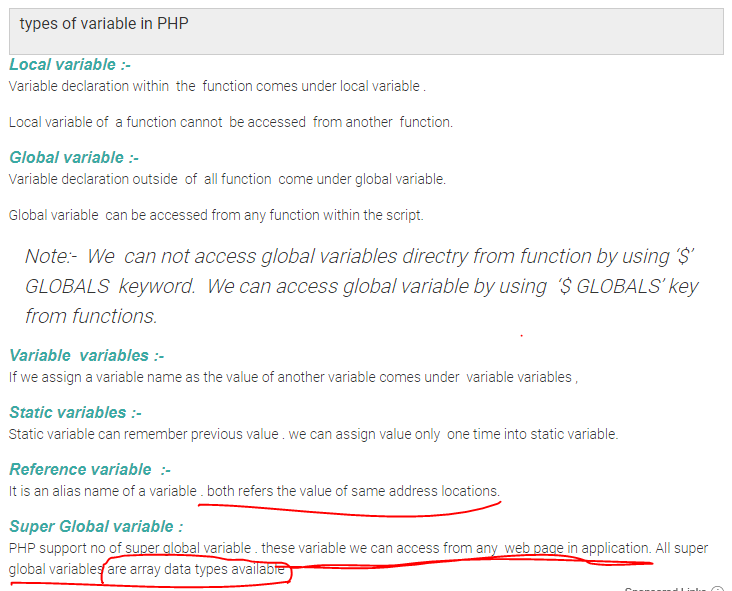 types of variable in PHP
Local variable :-
Variable declaration within the function comes under local variable .
Local variable of a function cannot be accessed from another function.
Global variable :-
Variable declaration outside of all function come under global variable.
Global variable can be accessed from any function within the script.
Note:- We can not access global variables directry from function by using ‘$’
GLOBALS keyword. We can access global variable by using ‘$ GLOBALS’ key
from functions.
Variable variables :-
If we assign a variable name as the value of another variable comes under variable variables ,
Static variables :-
Static variable can remember previous value . we can assign value only one time into static variable.
Reference variable :-
It is an alias name of a variable . both refers the value of same address locations.
Super Global variable :
PHP support no of super global variable . these variable we can access from any web page in application. All super
global variables are array data types available